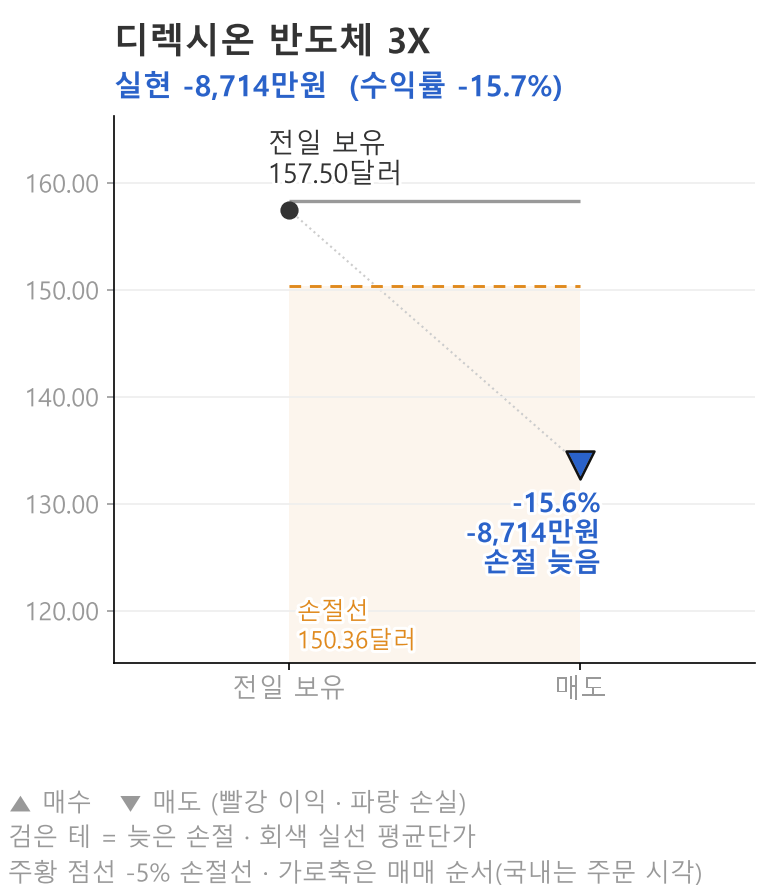 디렉시온 반도체 3X
실현 -8,714만원 (수익률 -15.7%)
전일 보유
157.50달러
160.00
150.00
140.00
130.00
120.00
-15.6%
-8,714만원
손절 늦음
손절선
150.36달러
전일 보유 매도
▲ 매수 ▼ 매도 (빨강 이익 · 파랑 손실)
검은 테 = 늦은 손절 · 회색 실선 평균단가
주황 점선 -5% 손절선 · 가로축은 매매 순서(국내는 주문 시각)